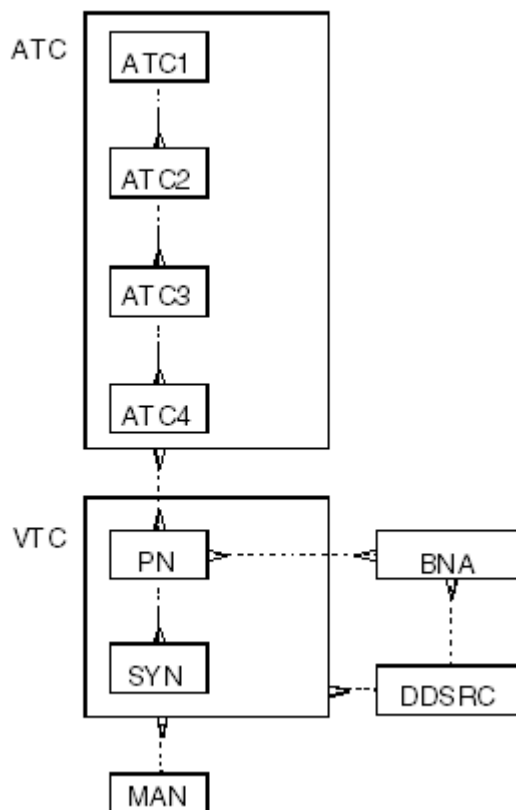 ATC
ATC1
ATC2
ATC3
ATC4
VTC
PN
BNA
SYN
DDSRC
MAN